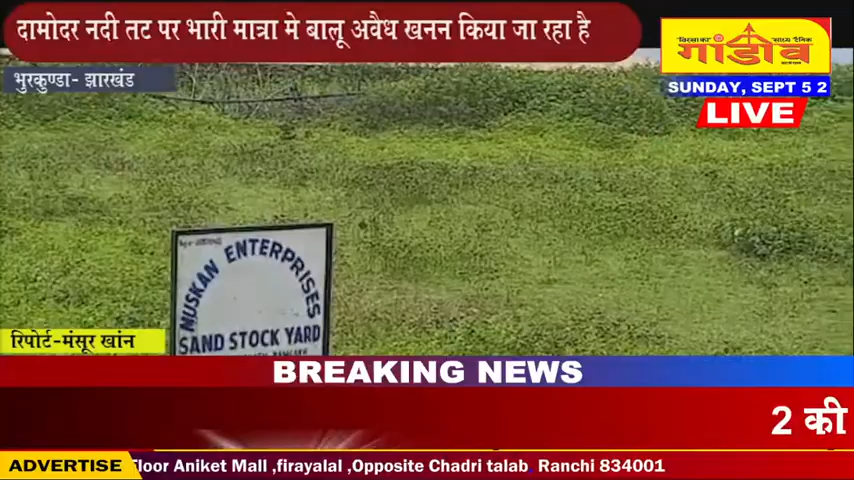 दामोदर नदी तट पर भारी मात्रा मे बालू अवैध खनन किया जा रहा है
गांडीव
भुरकुण्डा- झारखंड
SUNDAY, SEPT 5 2
LIVE
MUSKAN ENTERPRISES
SAND STOCK YARD
रिपोर्ट-मंसूर खांन
BREAKING NEWS
2 की
ADVERTISE
Floor Aniket Mall ,firayalal ,Opposite Chadri talab Ranchi 834001